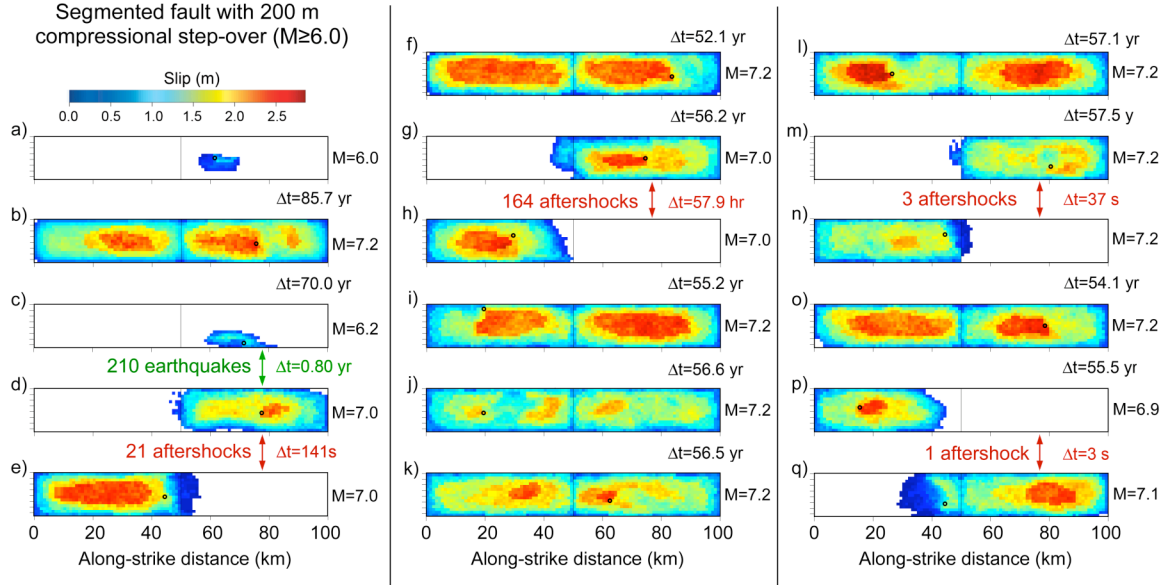 Segmented fault with 200 m
compressional step-over (M≥6.0)
Slip (m)
0.0 0.5 1.0 1.5 2.0 2.5
a)
M=6.0
Δt=85.7 yr
b)
M=7.2
Δt=70.0 yr
c)
M=6.2
210 earthquakes Δt=0.80 yr
d)
M=7.0
21 aftershocks Δt=141s
e)
M=7.0
0 20 40 60 80 100
Along-strike distance (km)
f)
Δt=52.1 yr
M=7.2
Δt=56.2 yr
g)
M=7.0
164 aftershocks Δt=57.9 hr
h)
M=7.0
Δt=55.2 yr
i)
M=7.2
Δt=56.6 yr
j)
M=7.2
Δt=56.5 yr
k)
M=7.2
0 20 40 60 80 100
Along-strike distance (km)
l)
Δt=57.1 yr
M=7.2
Δt=57.5 y
m)
M=7.2
3 aftershocks Δt=37 s
n)
M=7.2
Δt=54.1 yr
o)
M=7.2
Δt=55.5 yr
p)
M=6.9
1 aftershock Δt=3 s
q)
M=7.1
0 20 40 60 80 100
Along-strike distance (km)